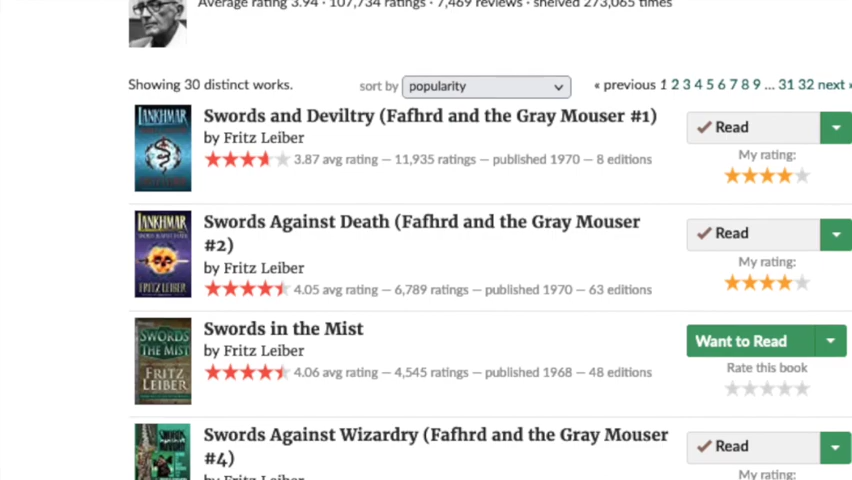 Average rating 3.94 · 107,734 ratings · 7,469 reviews · shelved 273,065 times
Showing 30 distinct works.
sort by popularity
« previous 1 2 3 4 5 6 7 8 9 … 31 32 next »
LANKHMAR
Swords and Deviltry (Fafhrd and the Gray Mouser #1)
by Fritz Leiber
3.87 avg rating — 11,935 ratings — published 1970 — 8 editions
Read
My rating:
LANKHMAR
FRITZ LEIBER
Swords Against Death (Fafhrd and the Gray Mouser
#2)
by Fritz Leiber
4.05 avg rating — 6,789 ratings — published 1970 — 63 editions
Read
My rating:
SWORDS
THE MIST
FRITZ
LEIBER
Swords in the Mist
by Fritz Leiber
4.06 avg rating — 4,545 ratings — published 1968 — 48 editions
Want to Read
Rate this book
Swords Against Wizardry (Fafhrd and the Gray Mouser
#4)
by Fritz Leiber
Read
My rating: